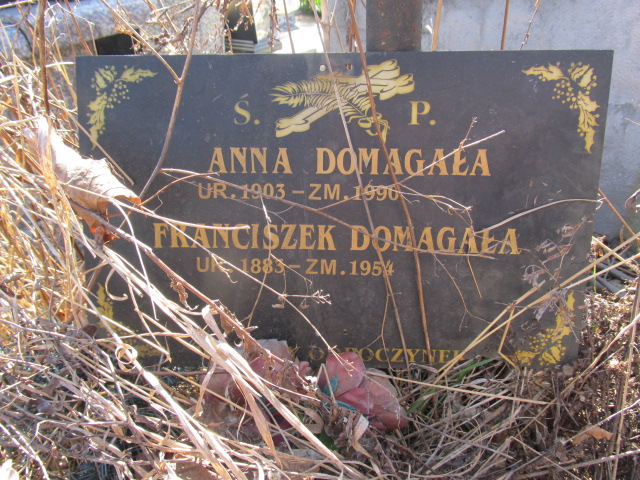 Ś. P.
ANNA DOMAGAŁA
UR. 1903 - ZM. 1990
FRANCISZEK DOMAGAŁA
UR. 1883 - ZM. 1954
ODPOCZYNEK